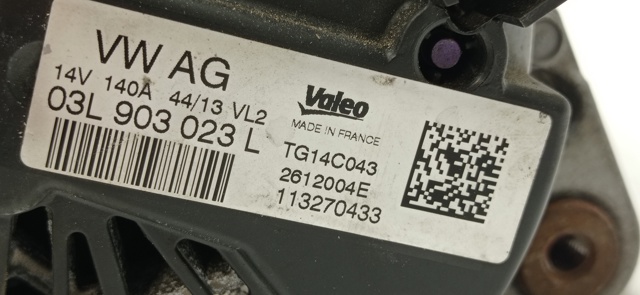 VW AG
14V 140A 44/13 VL2
03L 903 023 L
Valeo
MADE IN FRANCE
TG14C043
2612004E
113270433